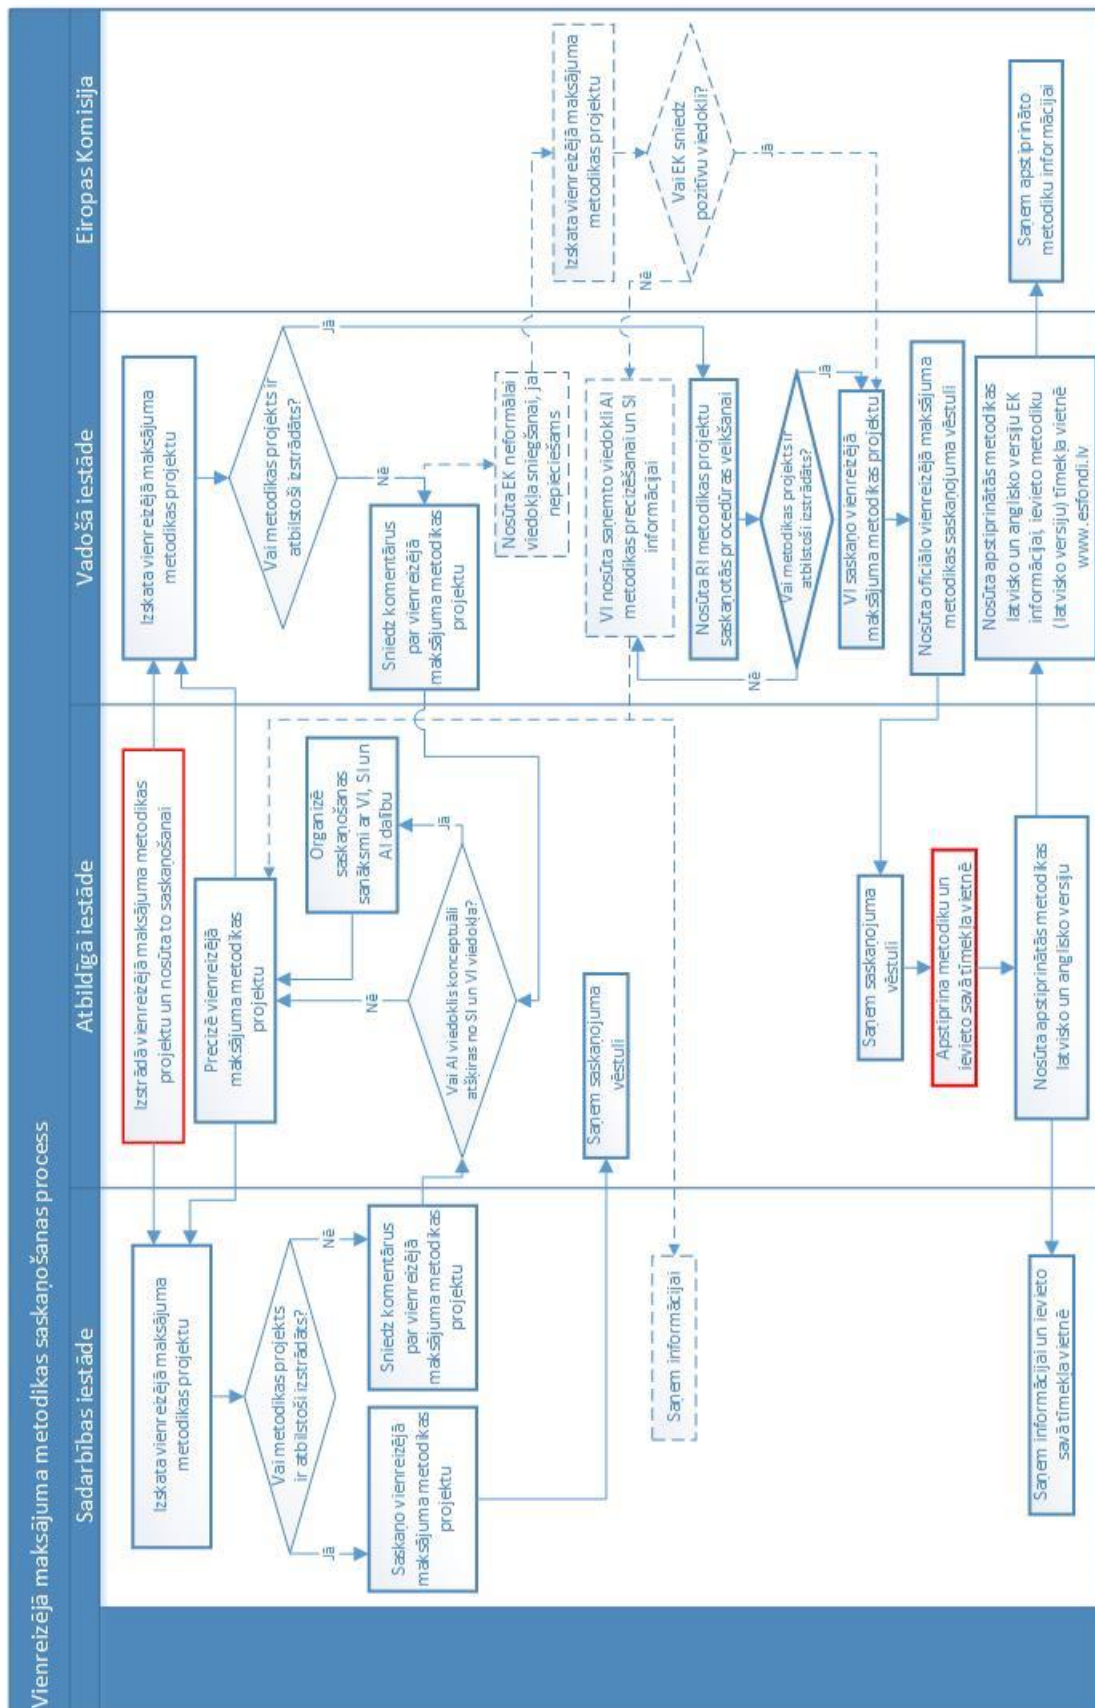 Vienreizējā maksājuma metodikas saskaņošanas process
Sadarbības iestāde
Atbildīgā iestāde
Vadošā iestāde
Eiropas Komisija
Izstrādā vienreizējā maksājuma metodikas
projektu un nosūta to saskaņošanai
Izskata vienreizējā maksājuma
metodikas projektu
Izskata vienreizējā maksājuma
metodikas projektu
Precizē vienreizējā
maksājuma metodikas
projektu
Vai metodikas projekts
ir atbilstoši izstrādāts?
Vai metodikas projekts ir
atbilstoši izstrādāts?
Jā
Nē
Nē
Jā
Organizē
saskaņošanas
sanāksmi ar VI, SI un
AI dalību
Saskaņo vienreizējā
maksājuma metodikas
projektu
Sniedz komentārus
par vienreizējā
maksājuma metodikas
projektu
Nē
Vai AI viedoklis konceptuāli
atšķiras no SI un VI viedokļa?
Jā
Sniedz komentārus
par vienreizējā
maksājuma metodikas
projektu
Nosūta EK neformālai
viedokļa sniegšanai, ja
nepieciešams
Izskata vienreizējā maksājuma
metodikas projektu
Saņem saskaņojuma
vēstuli
VI nosūta saņemto viedokli AI
metodikas precizēšanai un SI
informācijai
Nē
Vai EK sniedz
pozitīvu viedokli?
Jā
Saņem informācijai
Nosūta RI metodikas projektu
saskaņotās procedūras veikšanai
Nē
Vai metodikas projekts ir
atbilstoši izstrādāts?
Jā
VI saskaņo vienreizējā
maksājuma metodikas projektu
Saņem saskaņojuma
vēstuli
Nosūta oficiālo vienreizējā maksājuma
metodikas saskaņojuma vēstuli
Apstiprina metodiku un
ievieto savā tīmekļa vietnē
Saņem informācijai un ievieto
savā tīmekļa vietnē
Nosūta apstiprinātās metodikas
latvisko un anglisko versiju
Nosūta apstiprinātās metodikas
latvisko un anglisko versiju EK
informācijai, ievieto metodiku
(latvisko versiju) tīmekļa vietnē
www.esfondi.lv
Saņem apstiprināto
metodiku informācijai